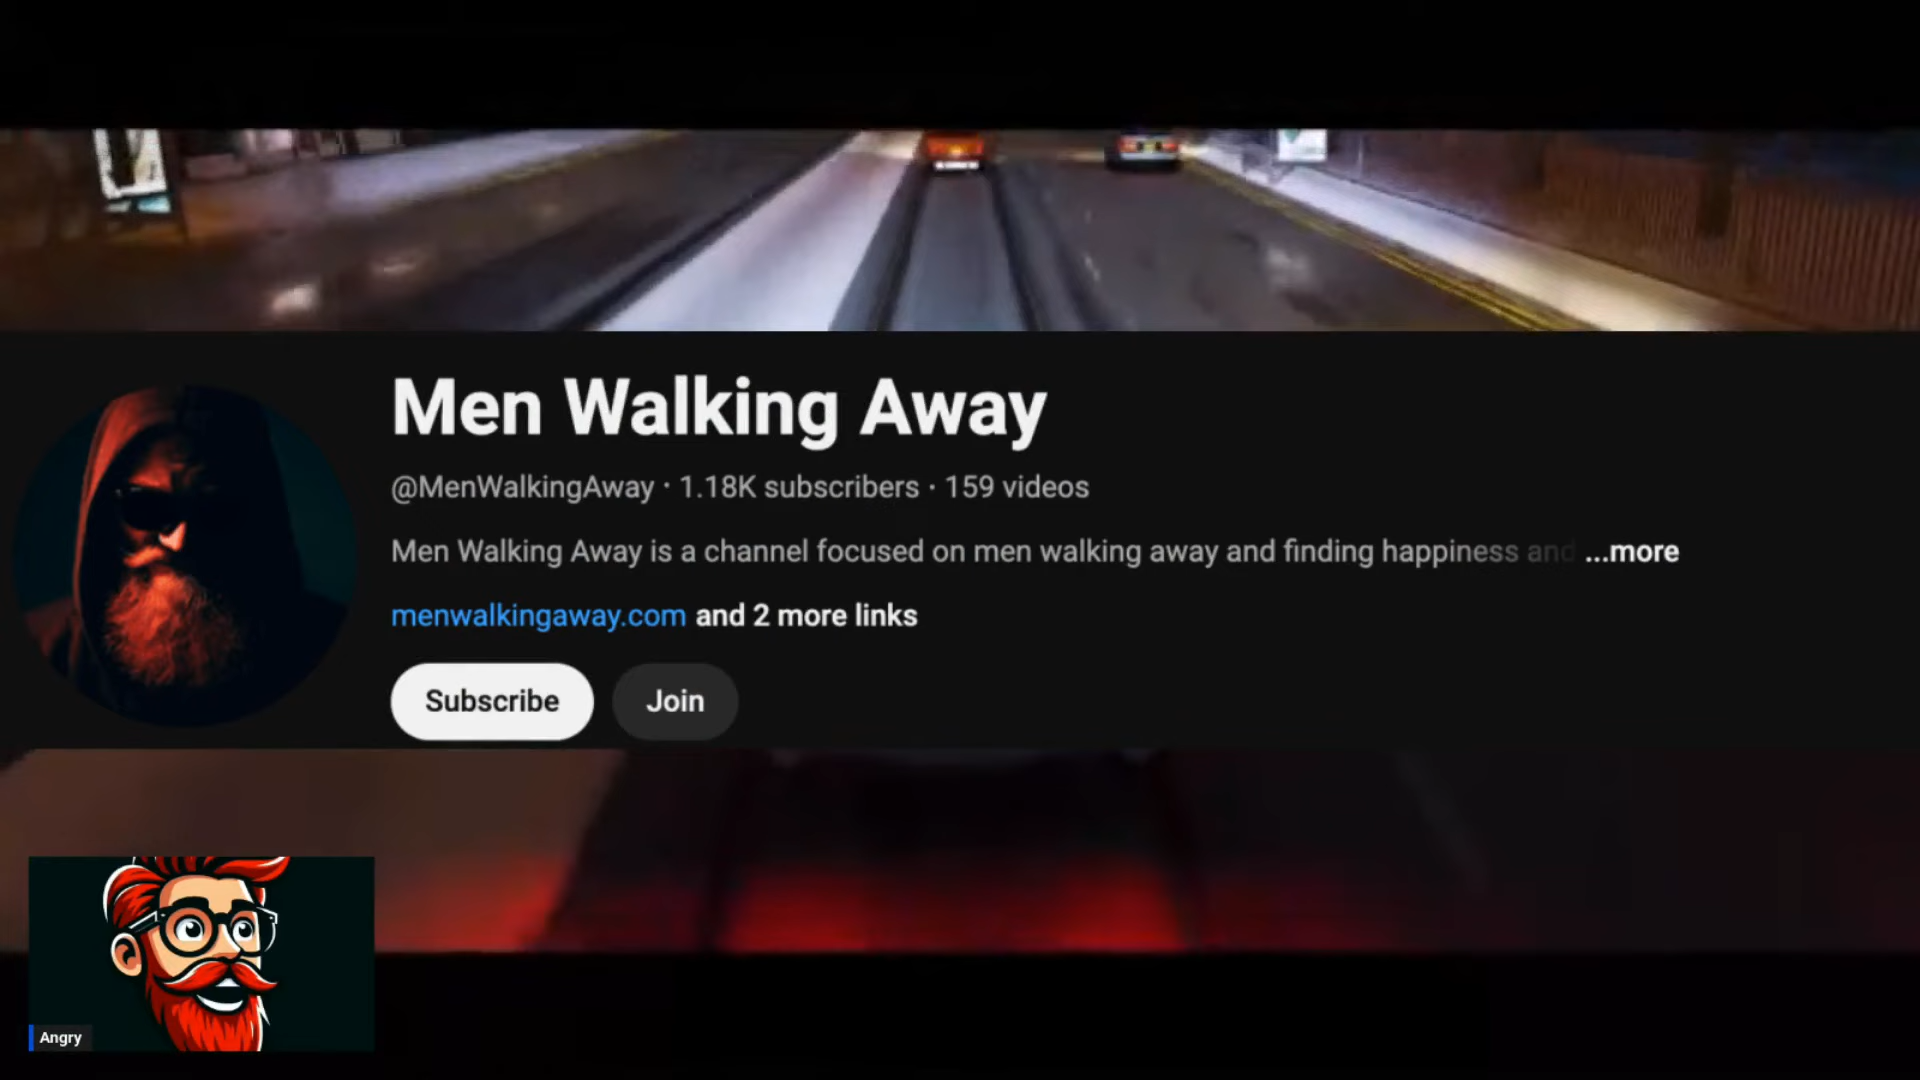 Men Walking Away
@MenWalkingAway · 1.18K subscribers · 159 videos
Men Walking Away is a channel focused on men walking away and finding happiness and ...more
menwalkingaway.com and 2 more links
Subscribe
Join
Angry